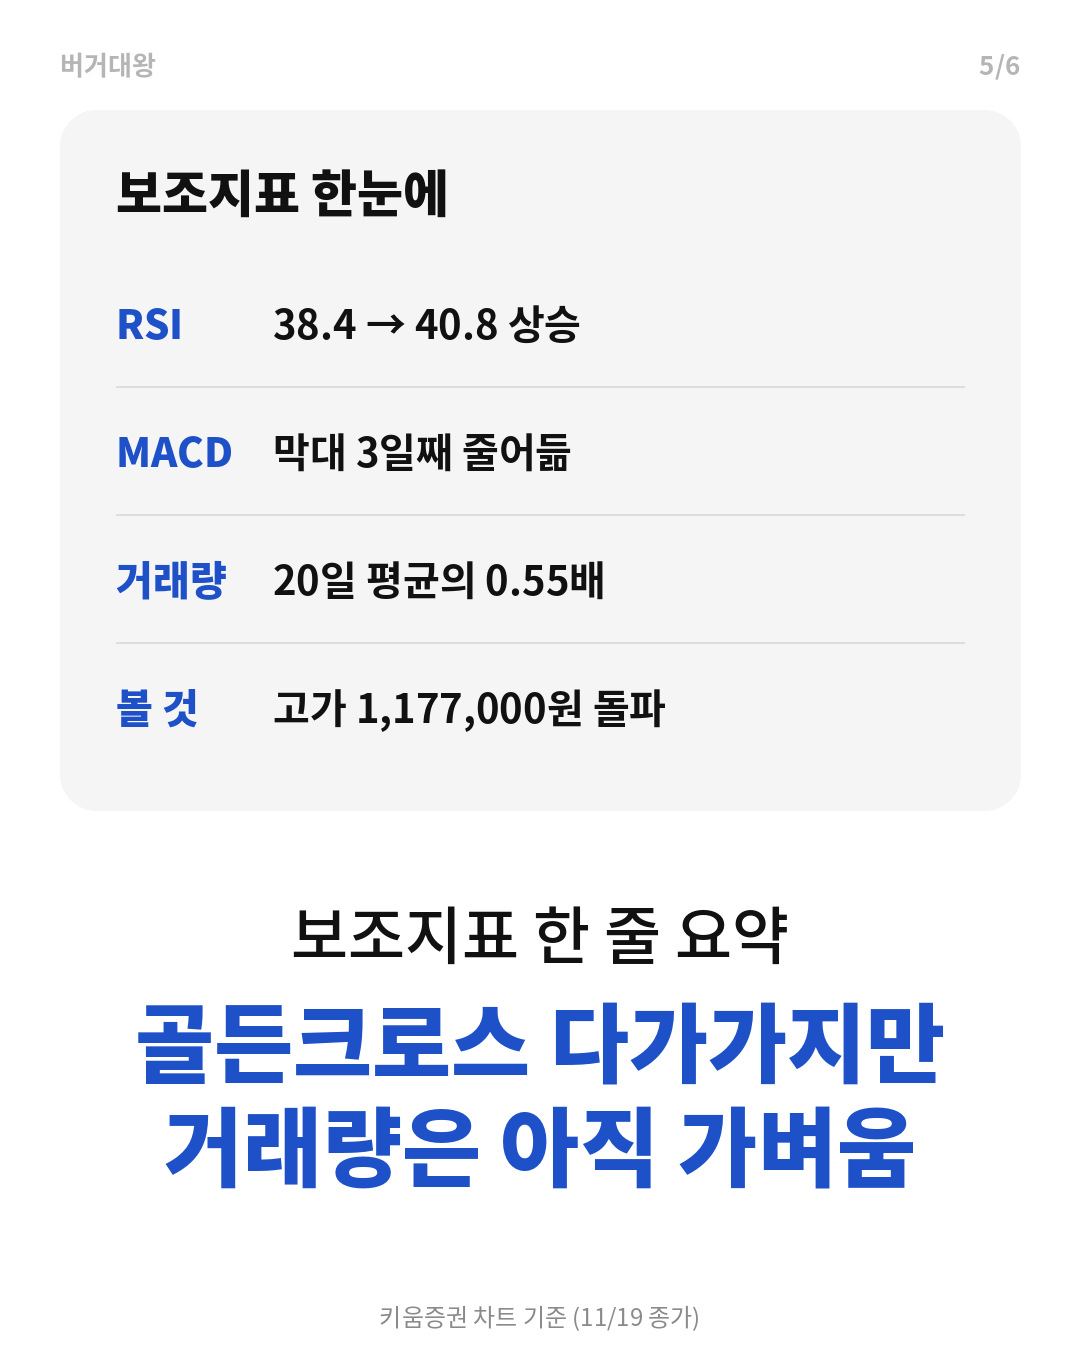 버거대왕
5/6
보조지표 한눈에
RSI 38.4 → 40.8 상승
MACD 막대 3일째 줄어듦
거래량 20일 평균의 0.55배
볼 것 고가 1,177,000원 돌파
보조지표 한 줄 요약
골든크로스 다가가지만
거래량은 아직 가벼움
키움증권 차트 기준 (11/19 종가)